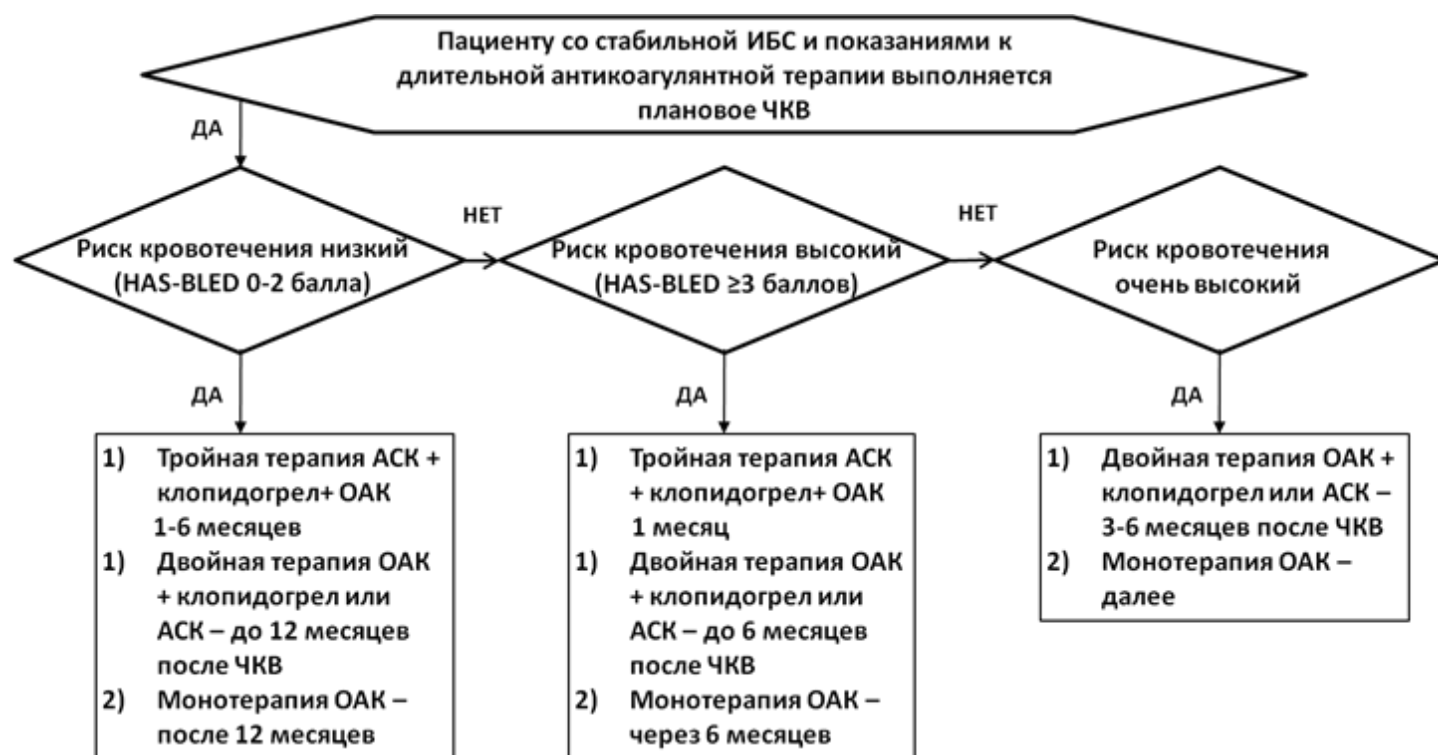 Пациенту со стабильной ИБС и показаниями к
длительной антикоагулянтной терапии выполняется
плановое ЧКВ
ДА
Риск кровотечения низкий
(HAS-BLED 0-2 балла)
НЕТ
Риск кровотечения высокий
(HAS-BLED ≥3 баллов)
НЕТ
Риск кровотечения
очень высокий
ДА
ДА
ДА
1) Тройная терапия АСК +
клопидогрел+ ОАК
1-6 месяцев
1) Двойная терапия ОАК
+ клопидогрел или
АСК – до 12 месяцев
после ЧКВ
2) Монотерапия ОАК –
после 12 месяцев
1) Тройная терапия АСК
+ клопидогрел+ ОАК
1 месяц
1) Двойная терапия ОАК
+ клопидогрел или
АСК – до 6 месяцев
после ЧКВ
2) Монотерапия ОАК –
через 6 месяцев
1) Двойная терапия ОАК +
клопидогрел или АСК –
3-6 месяцев после ЧКВ
2) Монотерапия ОАК –
далее